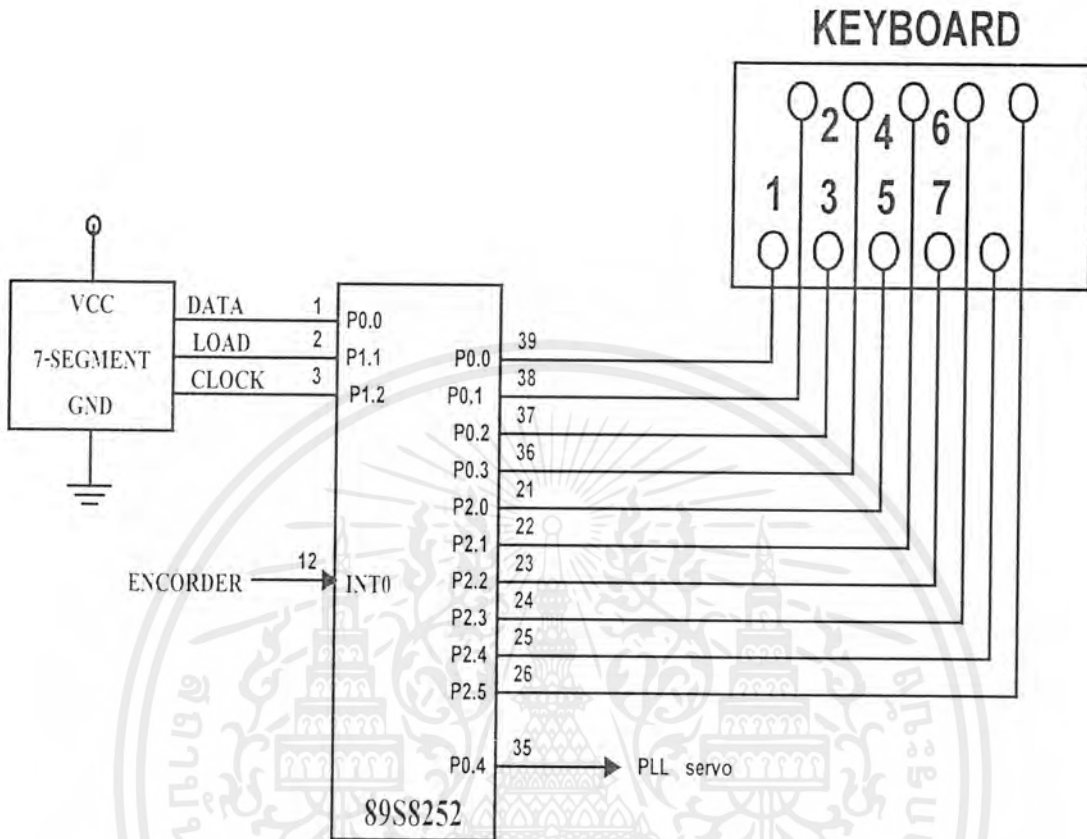 KEYBOARD
2 4 6
1 3 5 7
VCC
7-SEGMENT
GND
DATA 1 P0.0
LOAD 2 P1.1
CLOCK 3 P1.2
ENCORDER 12 INT0
P0.0 39
P0.1 38
P0.2 37
P0.3 36
P2.0 21
P2.1 22
P2.2 23
P2.3 24
P2.4 25
P2.5 26
P0.4 35 PLL servo
89S8252